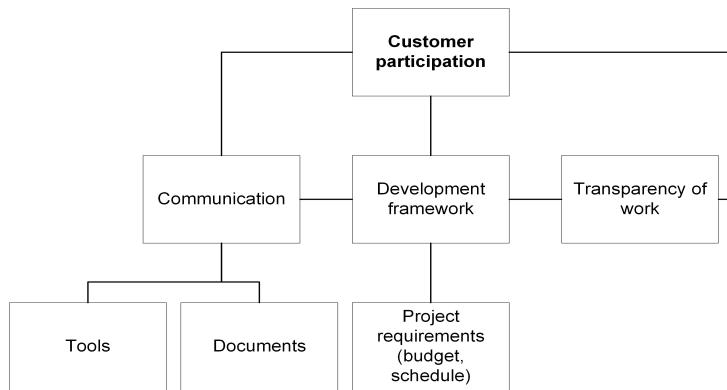 Customer
participation
Communication
Development
framework
Transparency of
work
Tools
Documents
Project
requirements
(budget,
schedule)